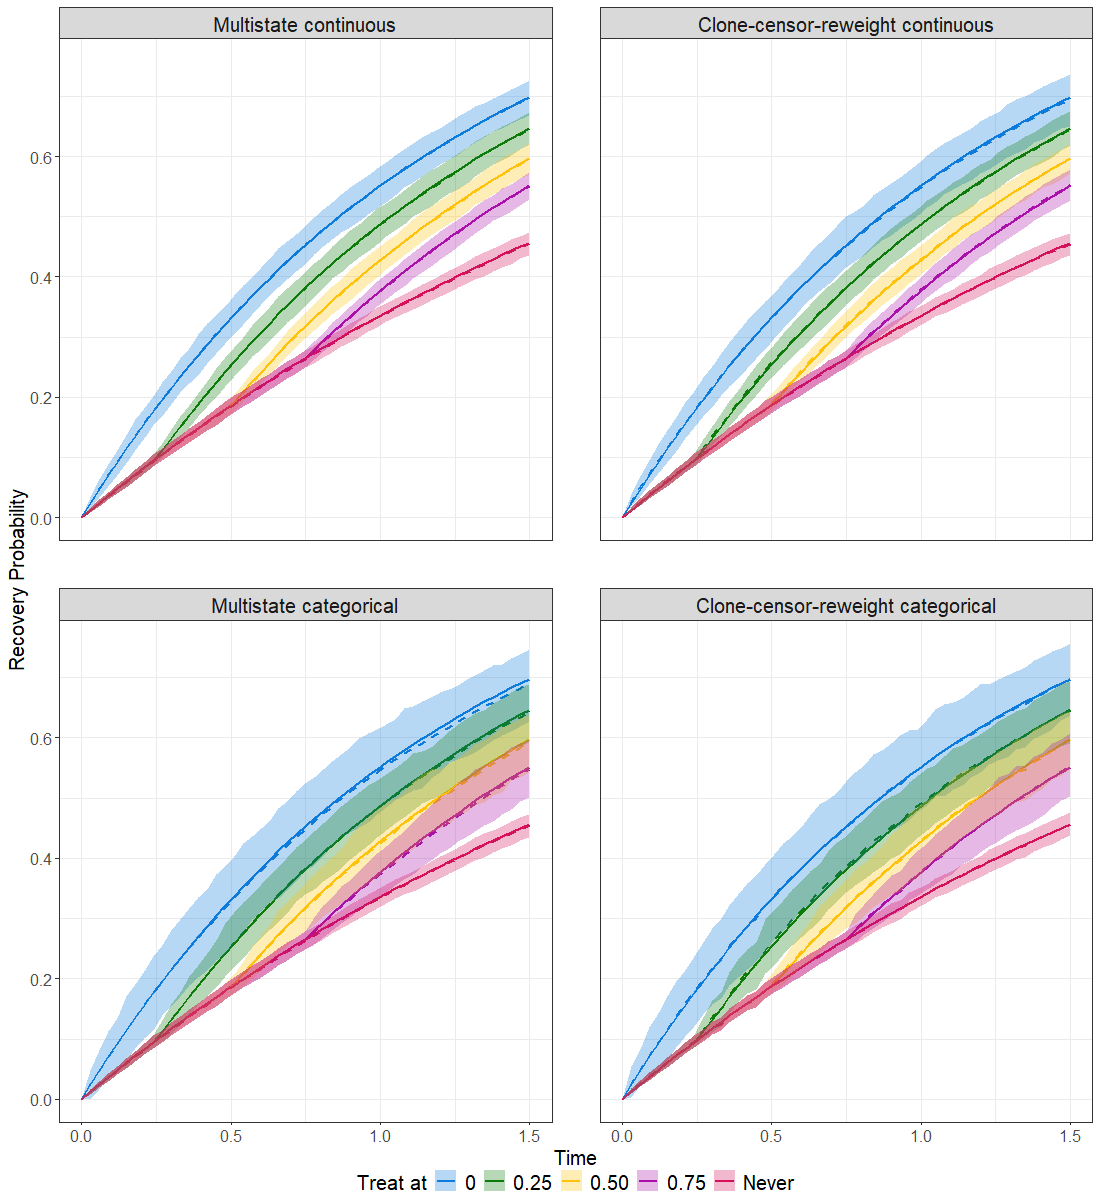 Multistate continuous
Clone-censor-reweight continuous
0.6
0.4
0.2
0.0
Recovery Probability
Multistate categorical
Clone-censor-reweight categorical
0.6
0.4
0.2
0.0
0.0 0.5 1.0 1.5
0.0 0.5 1.0 1.5
Time
Treat at 0 0.25 0.50 0.75 Never